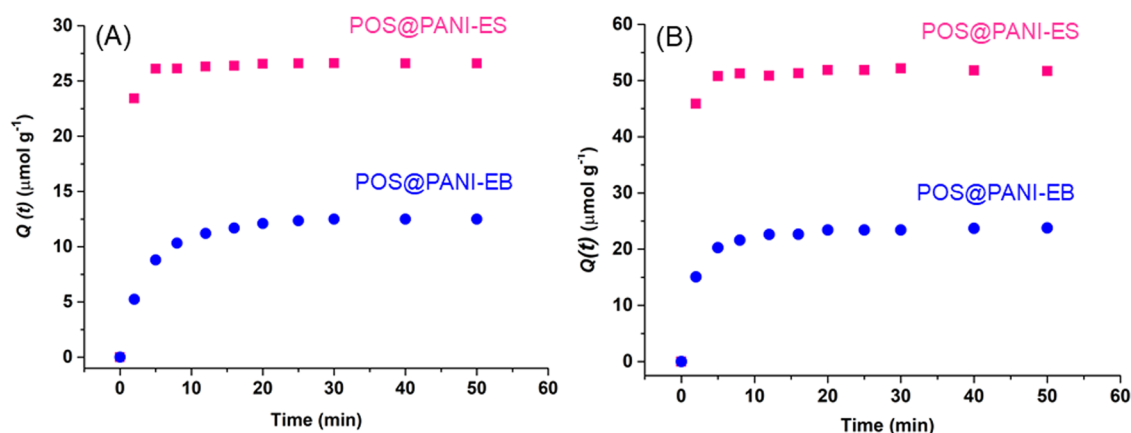 (A)
POS@PANI-ES
POS@PANI-EB
Q (t) (μmol g-1)
30
25
20
15
10
5
0
0 10 20 30 40 50 60
Time (min)
(B)
POS@PANI-ES
POS@PANI-EB
Q(t) (μmol g-1)
60
50
40
30
20
10
0
0 10 20 30 40 50 60
Time (min)